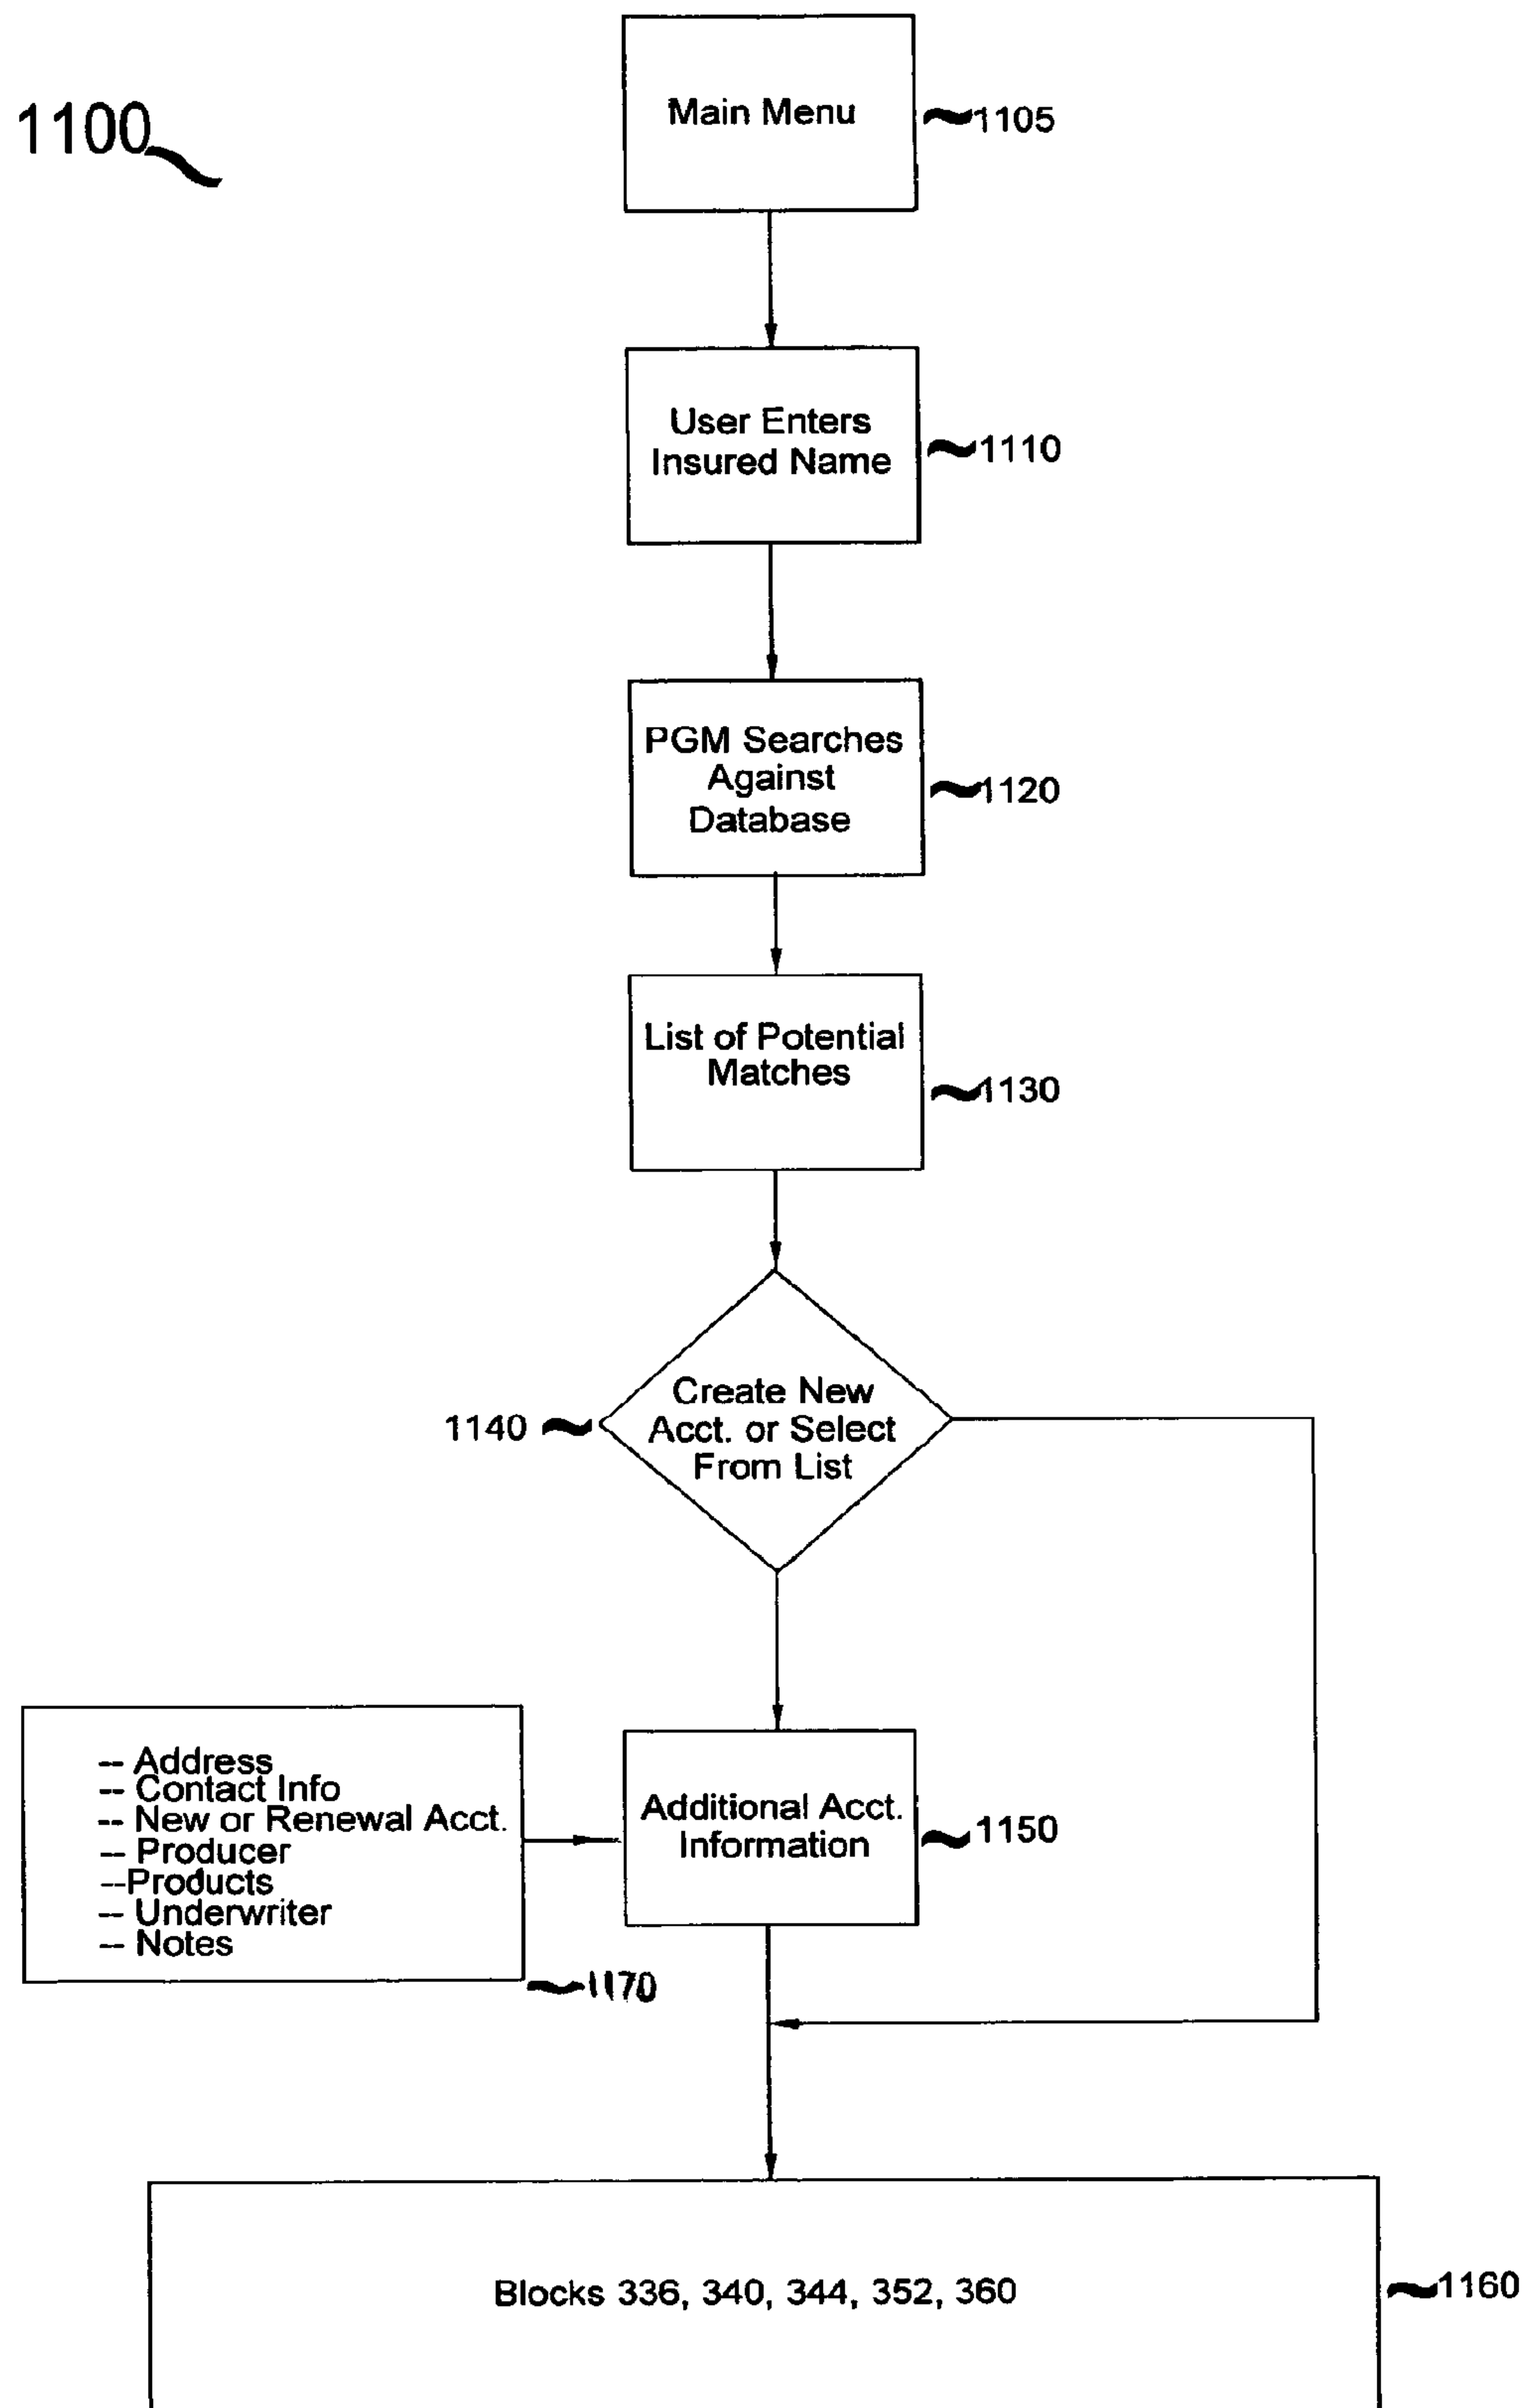 1100
Main Menu
1105
User Enters
Insured Name
1110
PGM Searches
Against
Database
1120
List of Potential
Matches
1130
1140
Create New
Acct. or Select
From List
-- Address
-- Contact Info
-- New or Renewal Acct.
-- Producer
--Products
-- Underwriter
-- Notes
1170
Additional Acct.
Information
1150
Blocks 336, 340, 344, 352, 360
1160